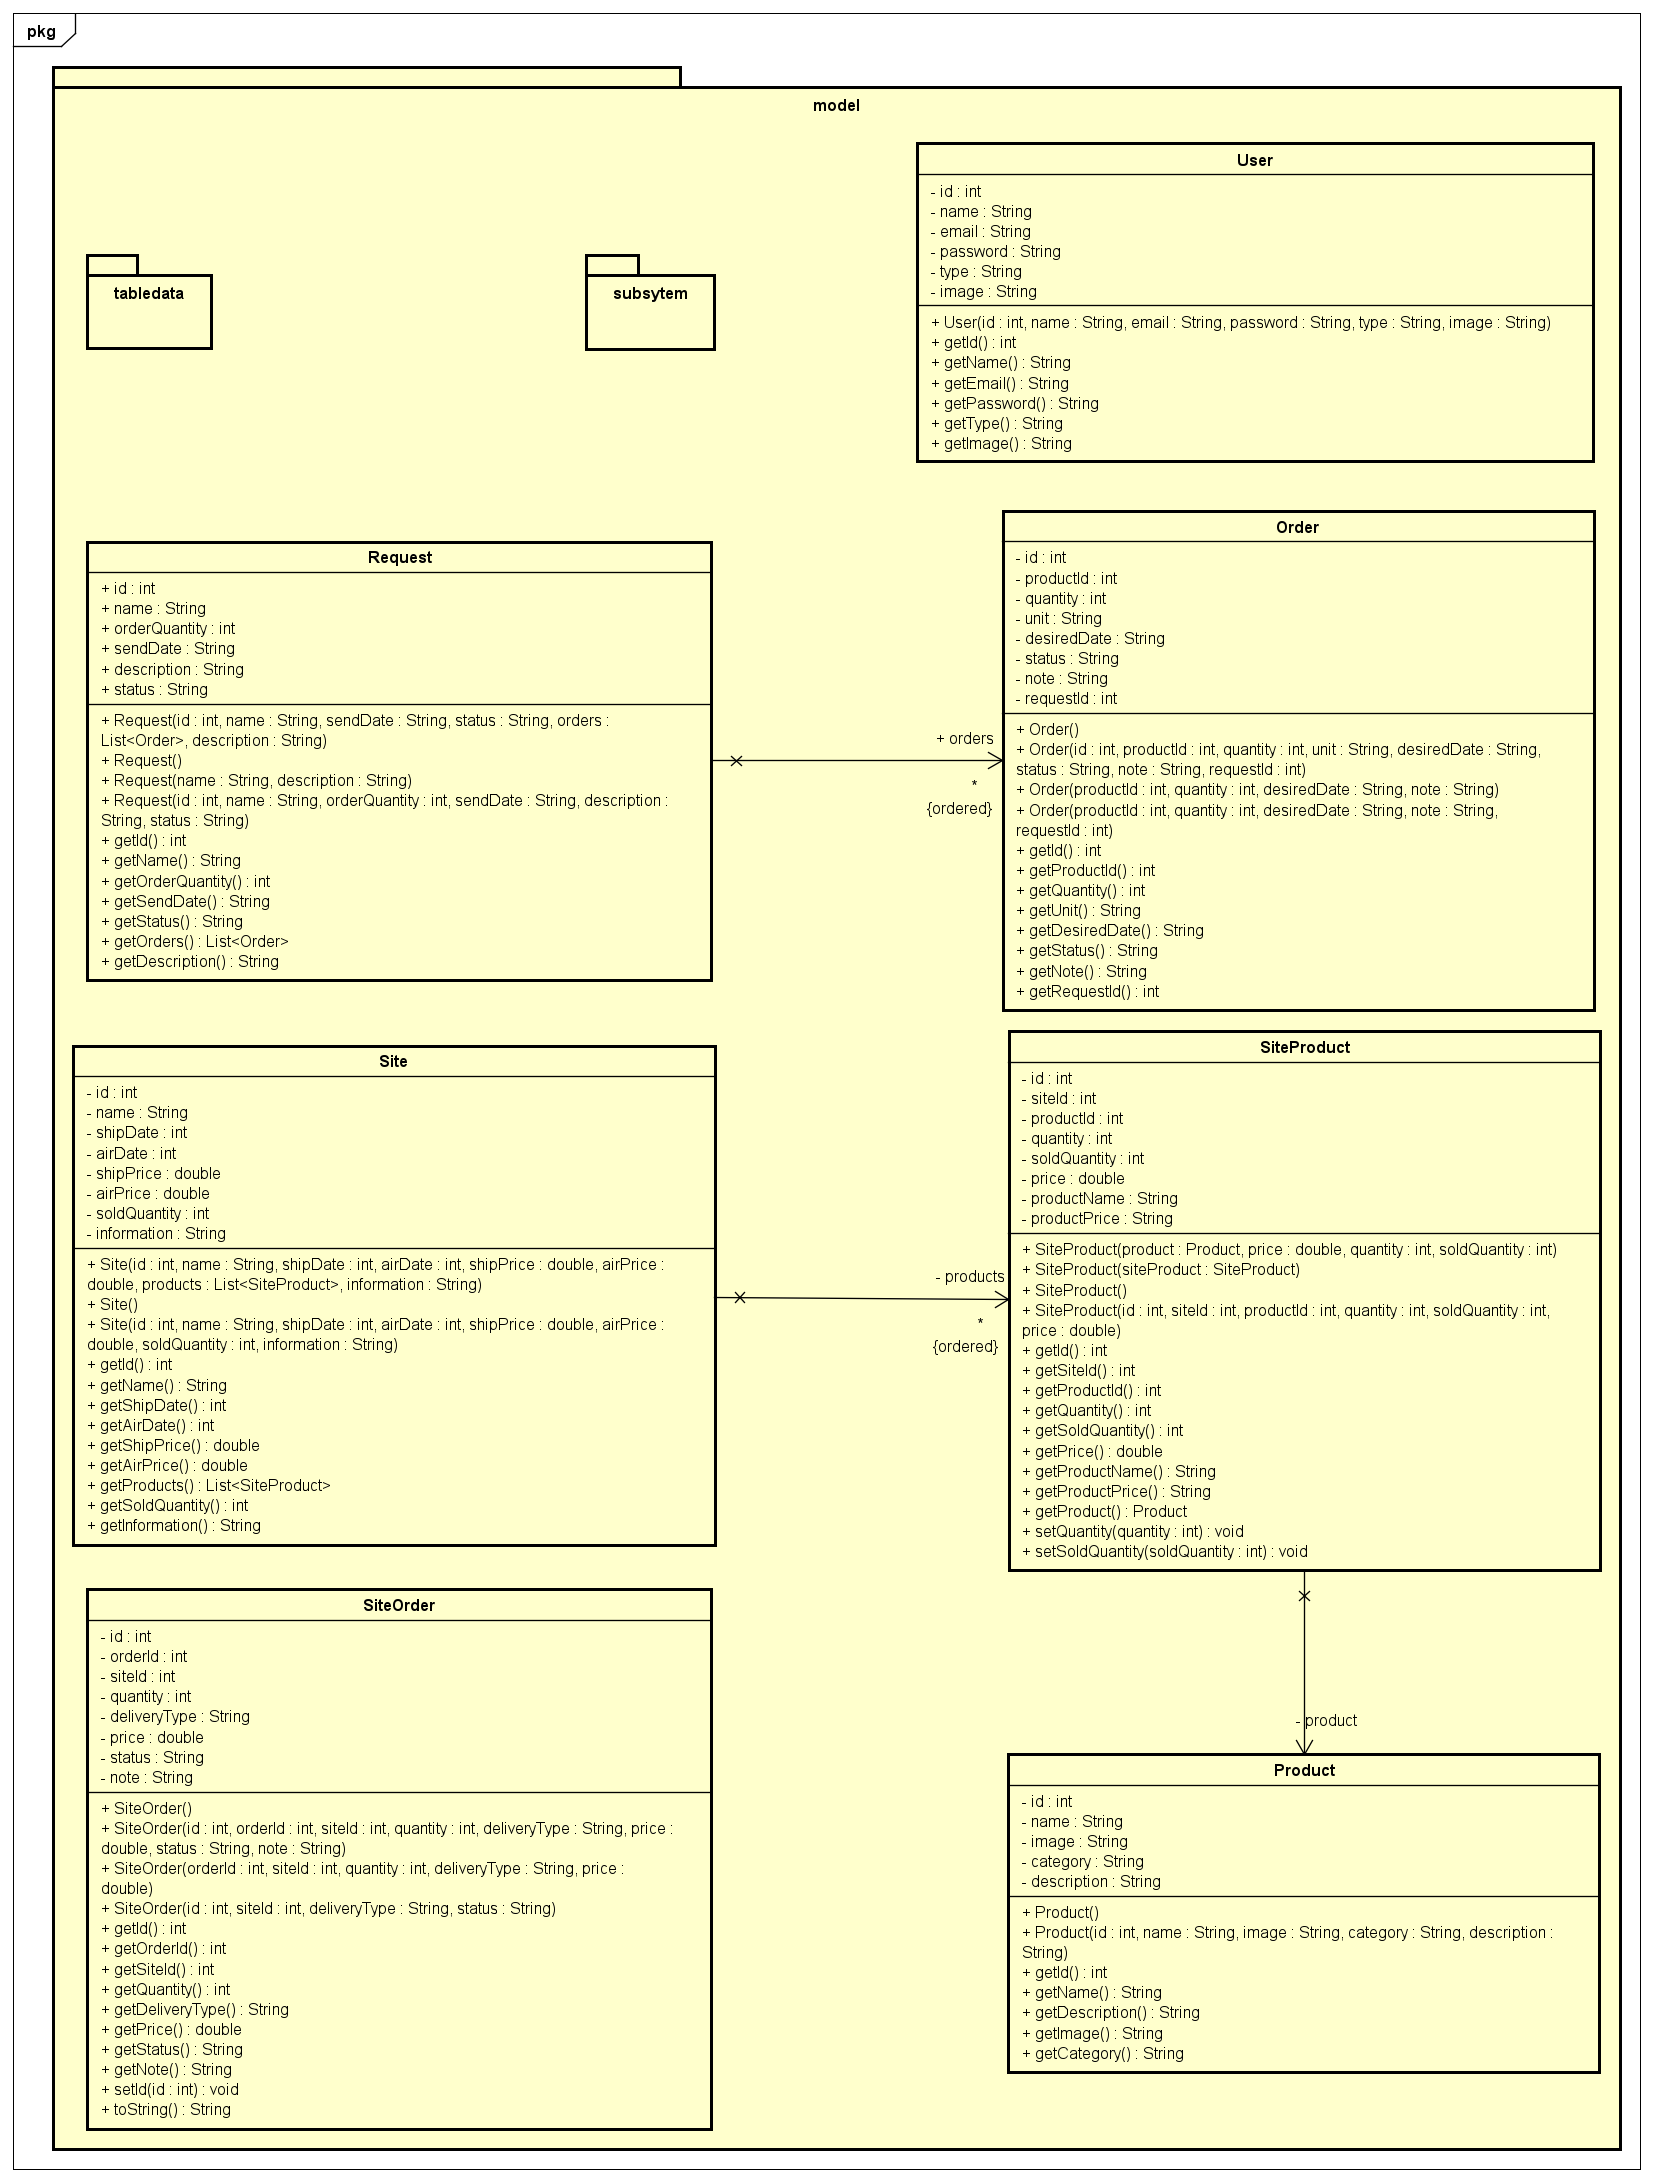 pkg
model
User
- id : int
- name : String
- email : String
- password : String
- type : String
- image : String
+ User(id : int, name : String, email : String, password : String, type : String, image : String)
+ getId() : int
+ getName() : String
+ getEmail() : String
+ getPassword() : String
+ getType() : String
+ getImage() : String
tabledata
subsytem
Request
+ id : int
+ name : String
+ orderQuantity : int
+ sendDate : String
+ description : String
+ status : String
+ Request(id : int, name : String, sendDate : String, status : String, orders :
List<Order>, description : String)
+ Request()
+ Request(name : String, description : String)
+ Request(id : int, name : String, orderQuantity : int, sendDate : String, description :
String, status : String)
+ getId() : int
+ getName() : String
+ getOrderQuantity() : int
+ getSendDate() : String
+ getStatus() : String
+ getOrders() : List<Order>
+ getDescription() : String
+ orders
*
{ordered}
Order
- id : int
- productId : int
- quantity : int
- unit : String
- desiredDate : String
- status : String
- note : String
- requestId : int
+ Order()
+ Order(id : int, productId : int, quantity : int, unit : String, desiredDate : String,
status : String, note : String, requestId : int)
+ Order(productId : int, quantity : int, desiredDate : String, note : String)
+ Order(productId : int, quantity : int, desiredDate : String, note : String,
requestId : int)
+ getId() : int
+ getProductId() : int
+ getQuantity() : int
+ getUnit() : String
+ getDesiredDate() : String
+ getStatus() : String
+ getNote() : String
+ getRequestId() : int
Site
- id : int
- name : String
- shipDate : int
- airDate : int
- shipPrice : double
- airPrice : double
- soldQuantity : int
- information : String
+ Site(id : int, name : String, shipDate : int, airDate : int, shipPrice : double, airPrice :
double, products : List<SiteProduct>, information : String)
+ Site()
+ Site(id : int, name : String, shipDate : int, airDate : int, shipPrice : double, airPrice :
double, soldQuantity : int, information : String)
+ getId() : int
+ getName() : String
+ getShipDate() : int
+ getAirDate() : int
+ getShipPrice() : double
+ getAirPrice() : double
+ getProducts() : List<SiteProduct>
+ getSoldQuantity() : int
+ getInformation() : String
- products
*
{ordered}
SiteProduct
- id : int
- siteId : int
- productId : int
- quantity : int
- soldQuantity : int
- price : double
- productName : String
- productPrice : String
+ SiteProduct(product : Product, price : double, quantity : int, soldQuantity : int)
+ SiteProduct(siteProduct : SiteProduct)
+ SiteProduct()
+ SiteProduct(id : int, siteId : int, productId : int, quantity : int, soldQuantity : int,
price : double)
+ getId() : int
+ getSiteId() : int
+ getProductId() : int
+ getQuantity() : int
+ getSoldQuantity() : int
+ getPrice() : double
+ getProductName() : String
+ getProductPrice() : String
+ getProduct() : Product
+ setQuantity(quantity : int) : void
+ setSoldQuantity(soldQuantity : int) : void
SiteOrder
- id : int
- orderId : int
- siteId : int
- quantity : int
- deliveryType : String
- price : double
- status : String
- note : String
+ SiteOrder()
+ SiteOrder(id : int, orderId : int, siteId : int, quantity : int, deliveryType : String, price :
double, status : String, note : String)
+ SiteOrder(orderId : int, siteId : int, quantity : int, deliveryType : String, price :
double)
+ SiteOrder(id : int, siteId : int, deliveryType : String, status : String)
+ getId() : int
+ getOrderId() : int
+ getSiteId() : int
+ getQuantity() : int
+ getDeliveryType() : String
+ getPrice() : double
+ getStatus() : String
+ getNote() : String
+ setId(id : int) : void
+ toString() : String
- product
Product
- id : int
- name : String
- image : String
- category : String
- description : String
+ Product()
+ Product(id : int, name : String, image : String, category : String, description :
String)
+ getId() : int
+ getName() : String
+ getDescription() : String
+ getImage() : String
+ getCategory() : String